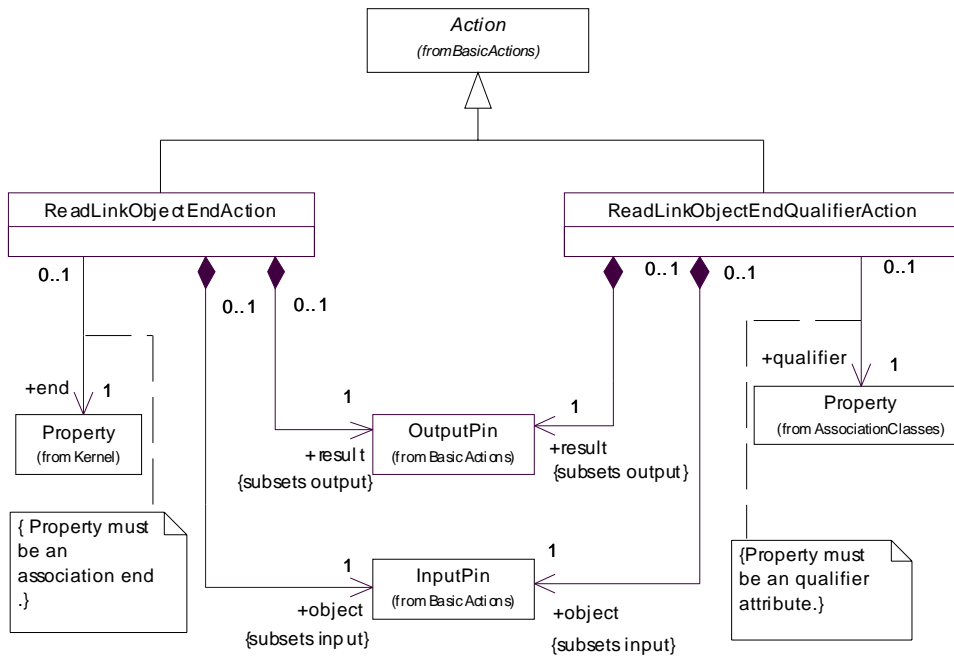 Action
(from BasicActions)
ReadLinkObjectEndAction
ReadLinkObjectEndQualifierAction
0..1
0..1
0..1
0..1
0..1
0..1
+end
1
+qualifier
1
Property
(from Kernel)
1
OutputPin
(from BasicActions)
1
Property
(from AssociationClasses)
+result
{subsets output}
+result
{subsets output}
{ Property must
be an
association end
.}
1
InputPin
(from BasicActions)
1
{Property must
be an qualifier
attribute.}
+object
{subsets input}
+object
{subsets input}